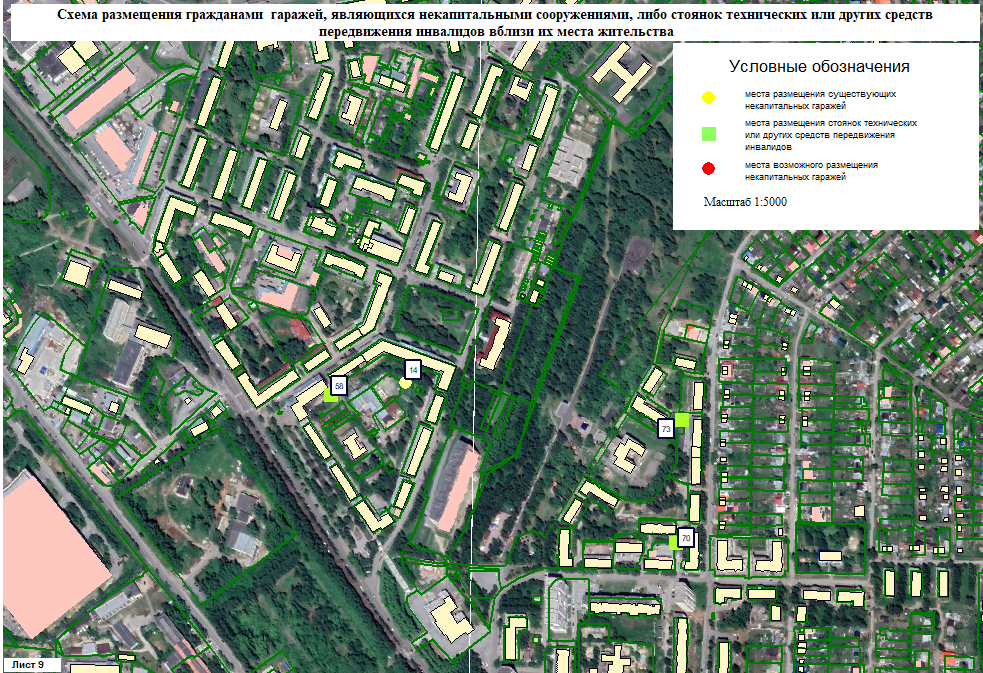 Схема размещения гражданами гаражей, являющихся некапитальными сооружениями, либо стоянок технических или других средств
передвижения инвалидов вблизи их места жительства
Условные обозначения
места размещения существующих
некапитальных гаражей
места размещения стоянок технических
или других средств передвижения
инвалидов
места возможного размещения
некапитальных гаражей
Масштаб 1:5000
14
58
73
70
Лист 9